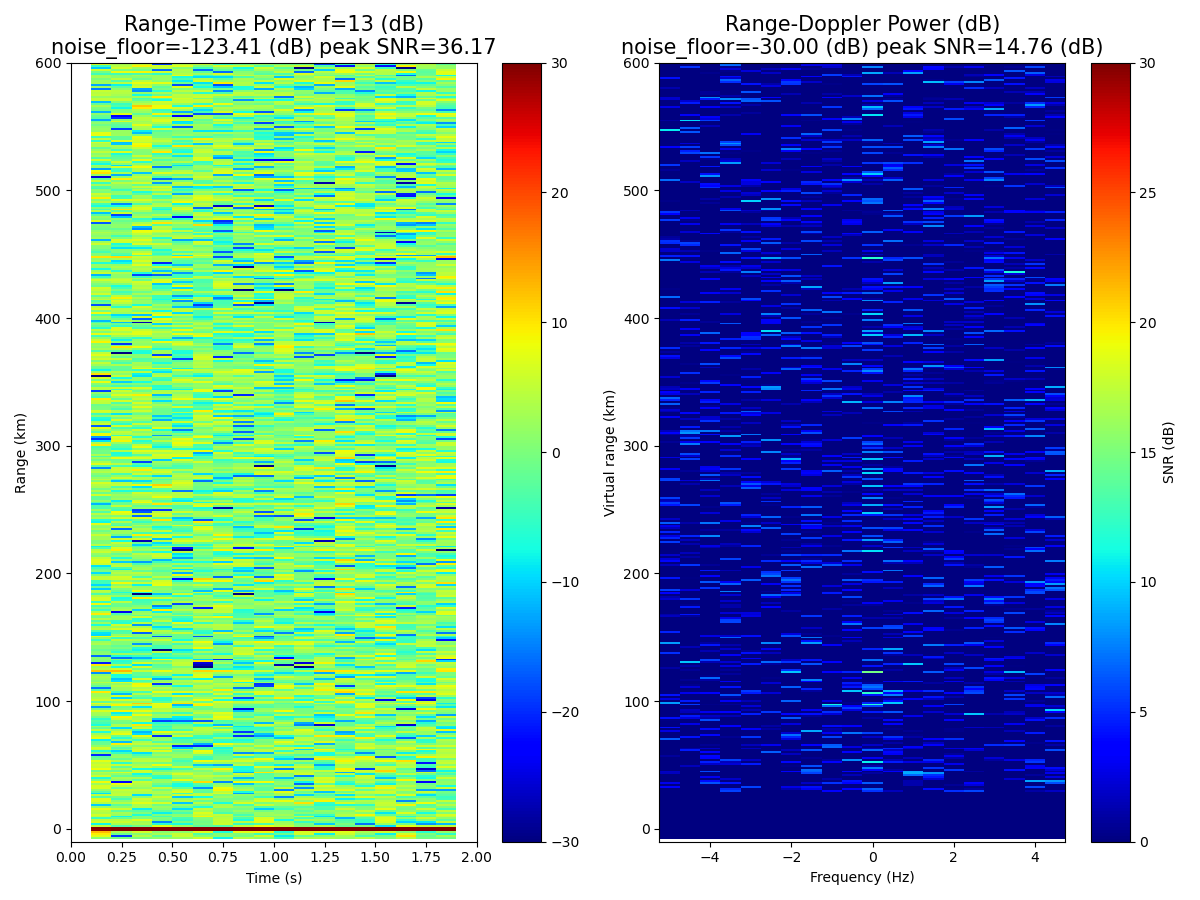 Range-Time Power f=13 (dB)
noise_floor=-123.41 (dB) peak SNR=36.17
600
500
400
300
200
100
0
Range (km)
0.00 0.25 0.50 0.75 1.00 1.25 1.50 1.75 2.00
Time (s)
30
20
10
0
−10
−20
−30
Range-Doppler Power (dB)
noise_floor=-30.00 (dB) peak SNR=14.76 (dB)
600
500
400
300
200
100
0
Virtual range (km)
−4 −2 0 2 4
Frequency (Hz)
30
25
20
15
10
5
0
SNR (dB)